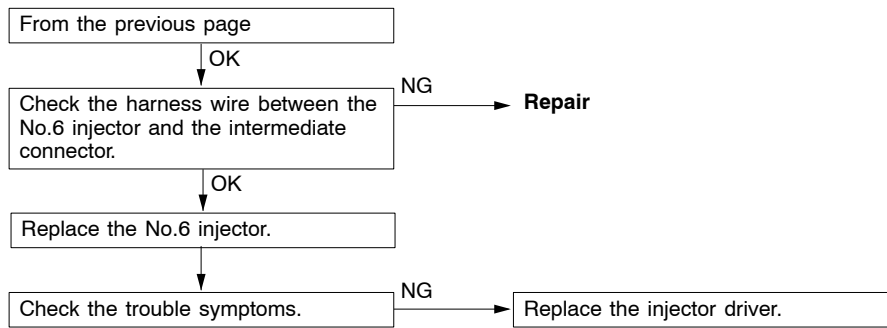 From the previous page
OK
Check the harness wire between the
No.6 injector and the intermediate
connector.
NG
Repair
OK
Replace the No.6 injector.
Check the trouble symptoms.
NG
Replace the injector driver.